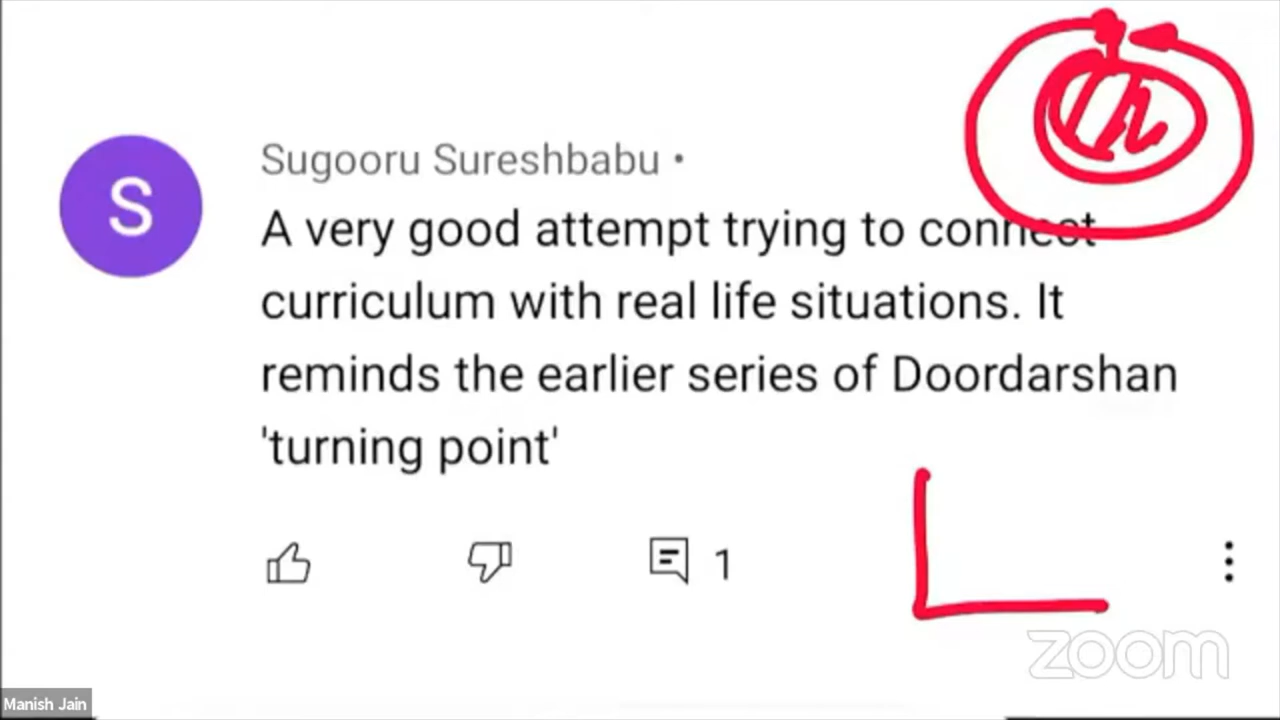 Sugooru Sureshbabu •
A very good attempt trying to connect
curriculum with real life situations. It
reminds the earlier series of Doordarshan
'turning point'
1
zoom
Manish Jain
S